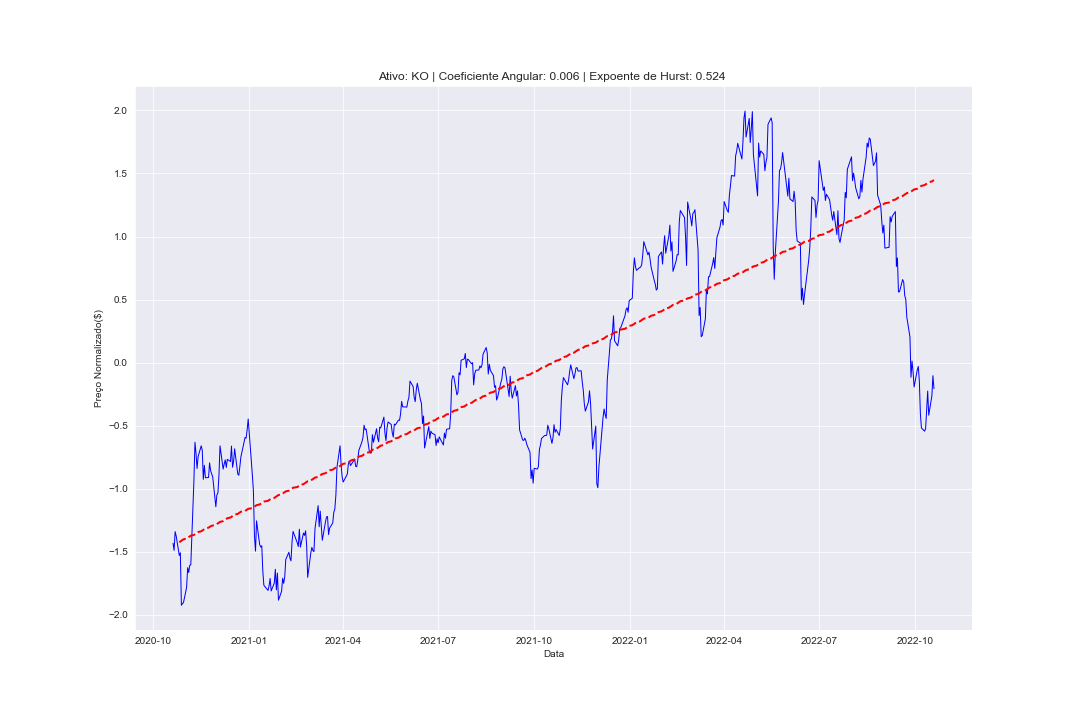 Ativo: KO | Coeficiente Angular: 0.006 | Expoente de Hurst: 0.524
Preço Normalizado($)
2.0
1.5
1.0
0.5
0.0
−0.5
−1.0
−1.5
−2.0
2020-10 2021-01 2021-04 2021-07 2021-10 2022-01 2022-04 2022-07 2022-10
Data